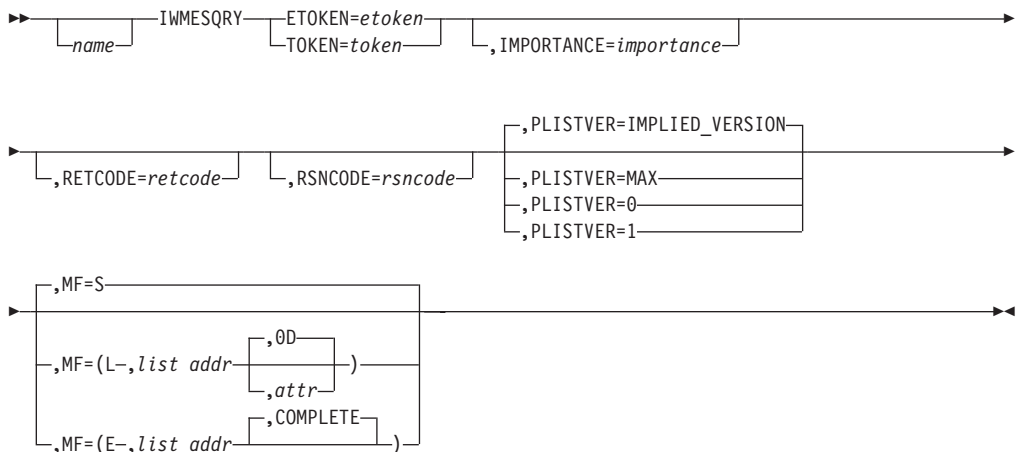 IWMESQRY ETOKEN=etoken
name TOKEN=token ,IMPORTANCE=importance
,PLISTVER=IMPLIED_VERSION
,RETCODE=retcode ,RSNCODE=rsncode ,PLISTVER=MAX
,PLISTVER=0
,PLISTVER=1
,MF=S
,0D
,MF=(L ,list addr )
,attr
,COMPLETE
,MF=(E ,list addr )